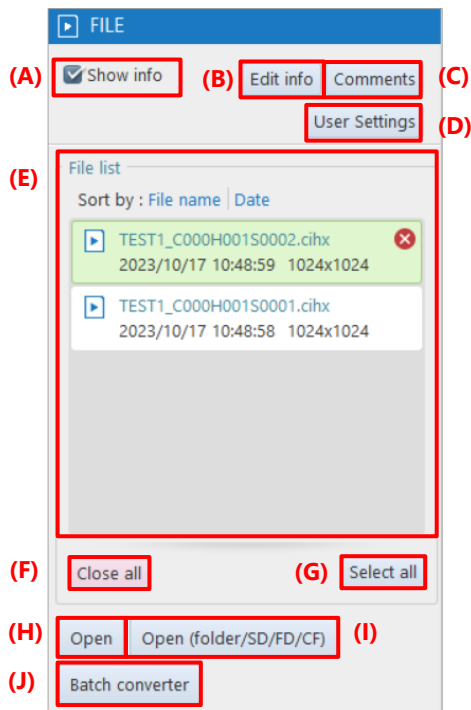 FILE
(A) Show info (B) Edit info Comments (C)
User Settings (D)
(E) File list
Sort by : File name Date
TEST1_C000H001S0002.cihx
2023/10/17 10:48:59 1024x1024
TEST1_C000H001S0001.cihx
2023/10/17 10:48:58 1024x1024
(F) Close all (G) Select all
(H) Open Open (folder/SD/FD/CF) (I)
(J) Batch converter